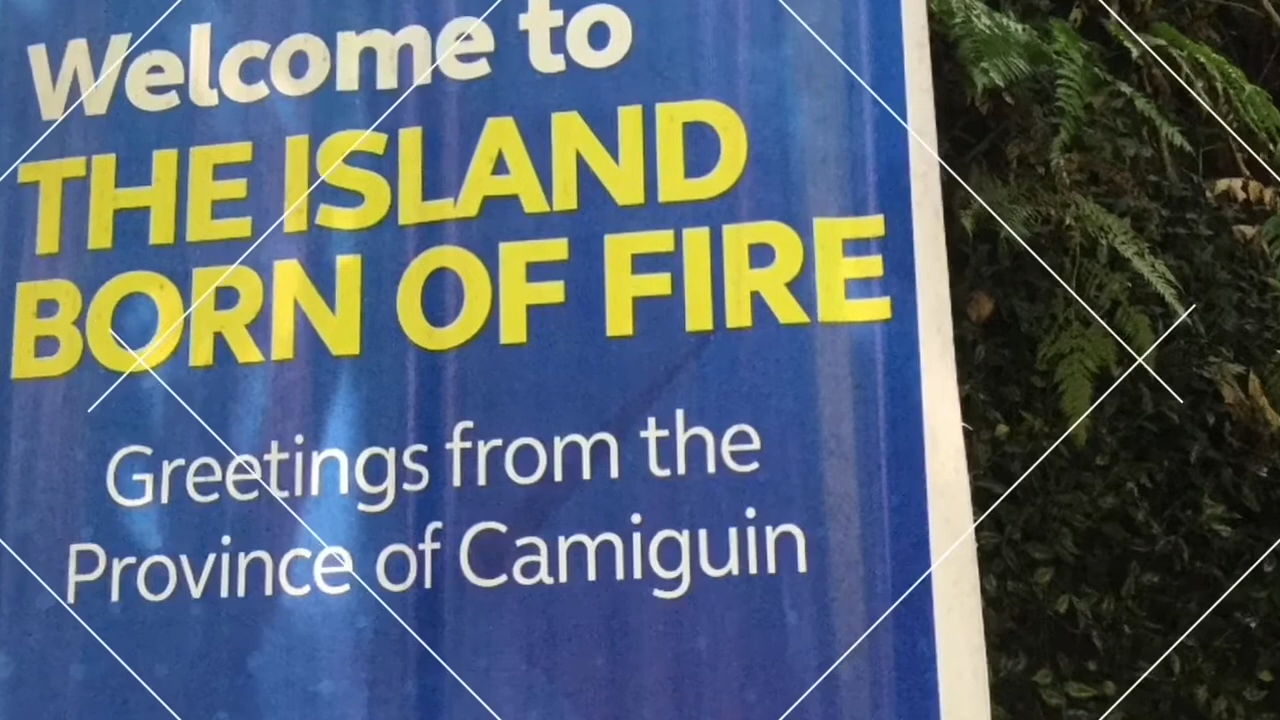 Welcome to
THE ISLAND
BORN OF FIRE
Greetings from the
Province of Camiguin